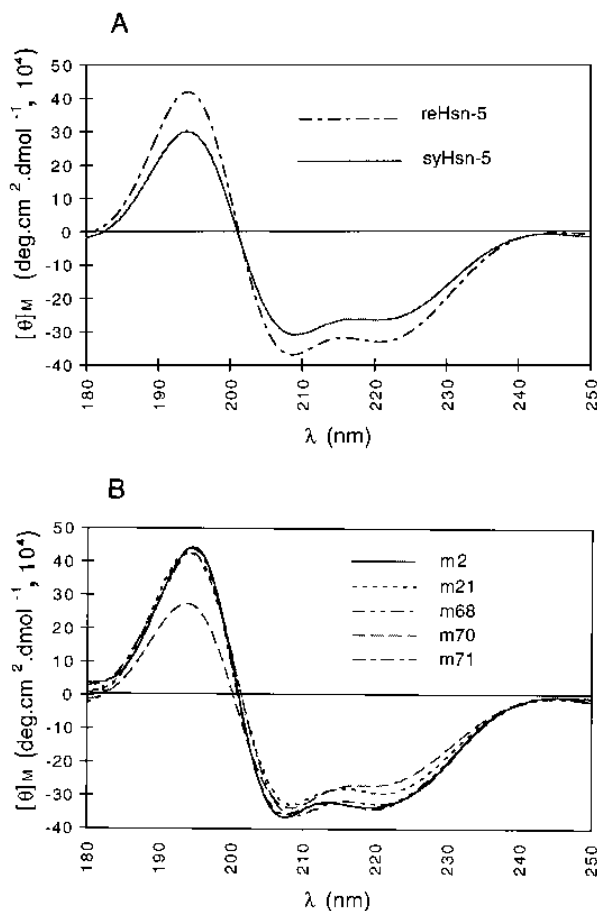 A
[θ]M (deg.cm2.dmol-1, 104)
50
40
30
20
10
0
-10
-20
-30
-40
reHsn-5
syHsn-5
180
190
200
210
220
230
240
250
λ (nm)
B
[θ]M (deg.cm2.dmol-1, 104)
50
40
30
20
10
0
-10
-20
-30
-40
m2
m21
m68
m70
m71
180
190
200
210
220
230
240
250
λ (nm)